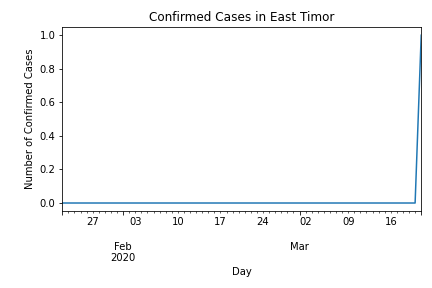 Confirmed Cases in East Timor
Number of Confirmed Cases
1.0
0.8
0.6
0.4
0.2
0.0
27 03 10 17 24 02 09 16
Feb Mar
2020
Day